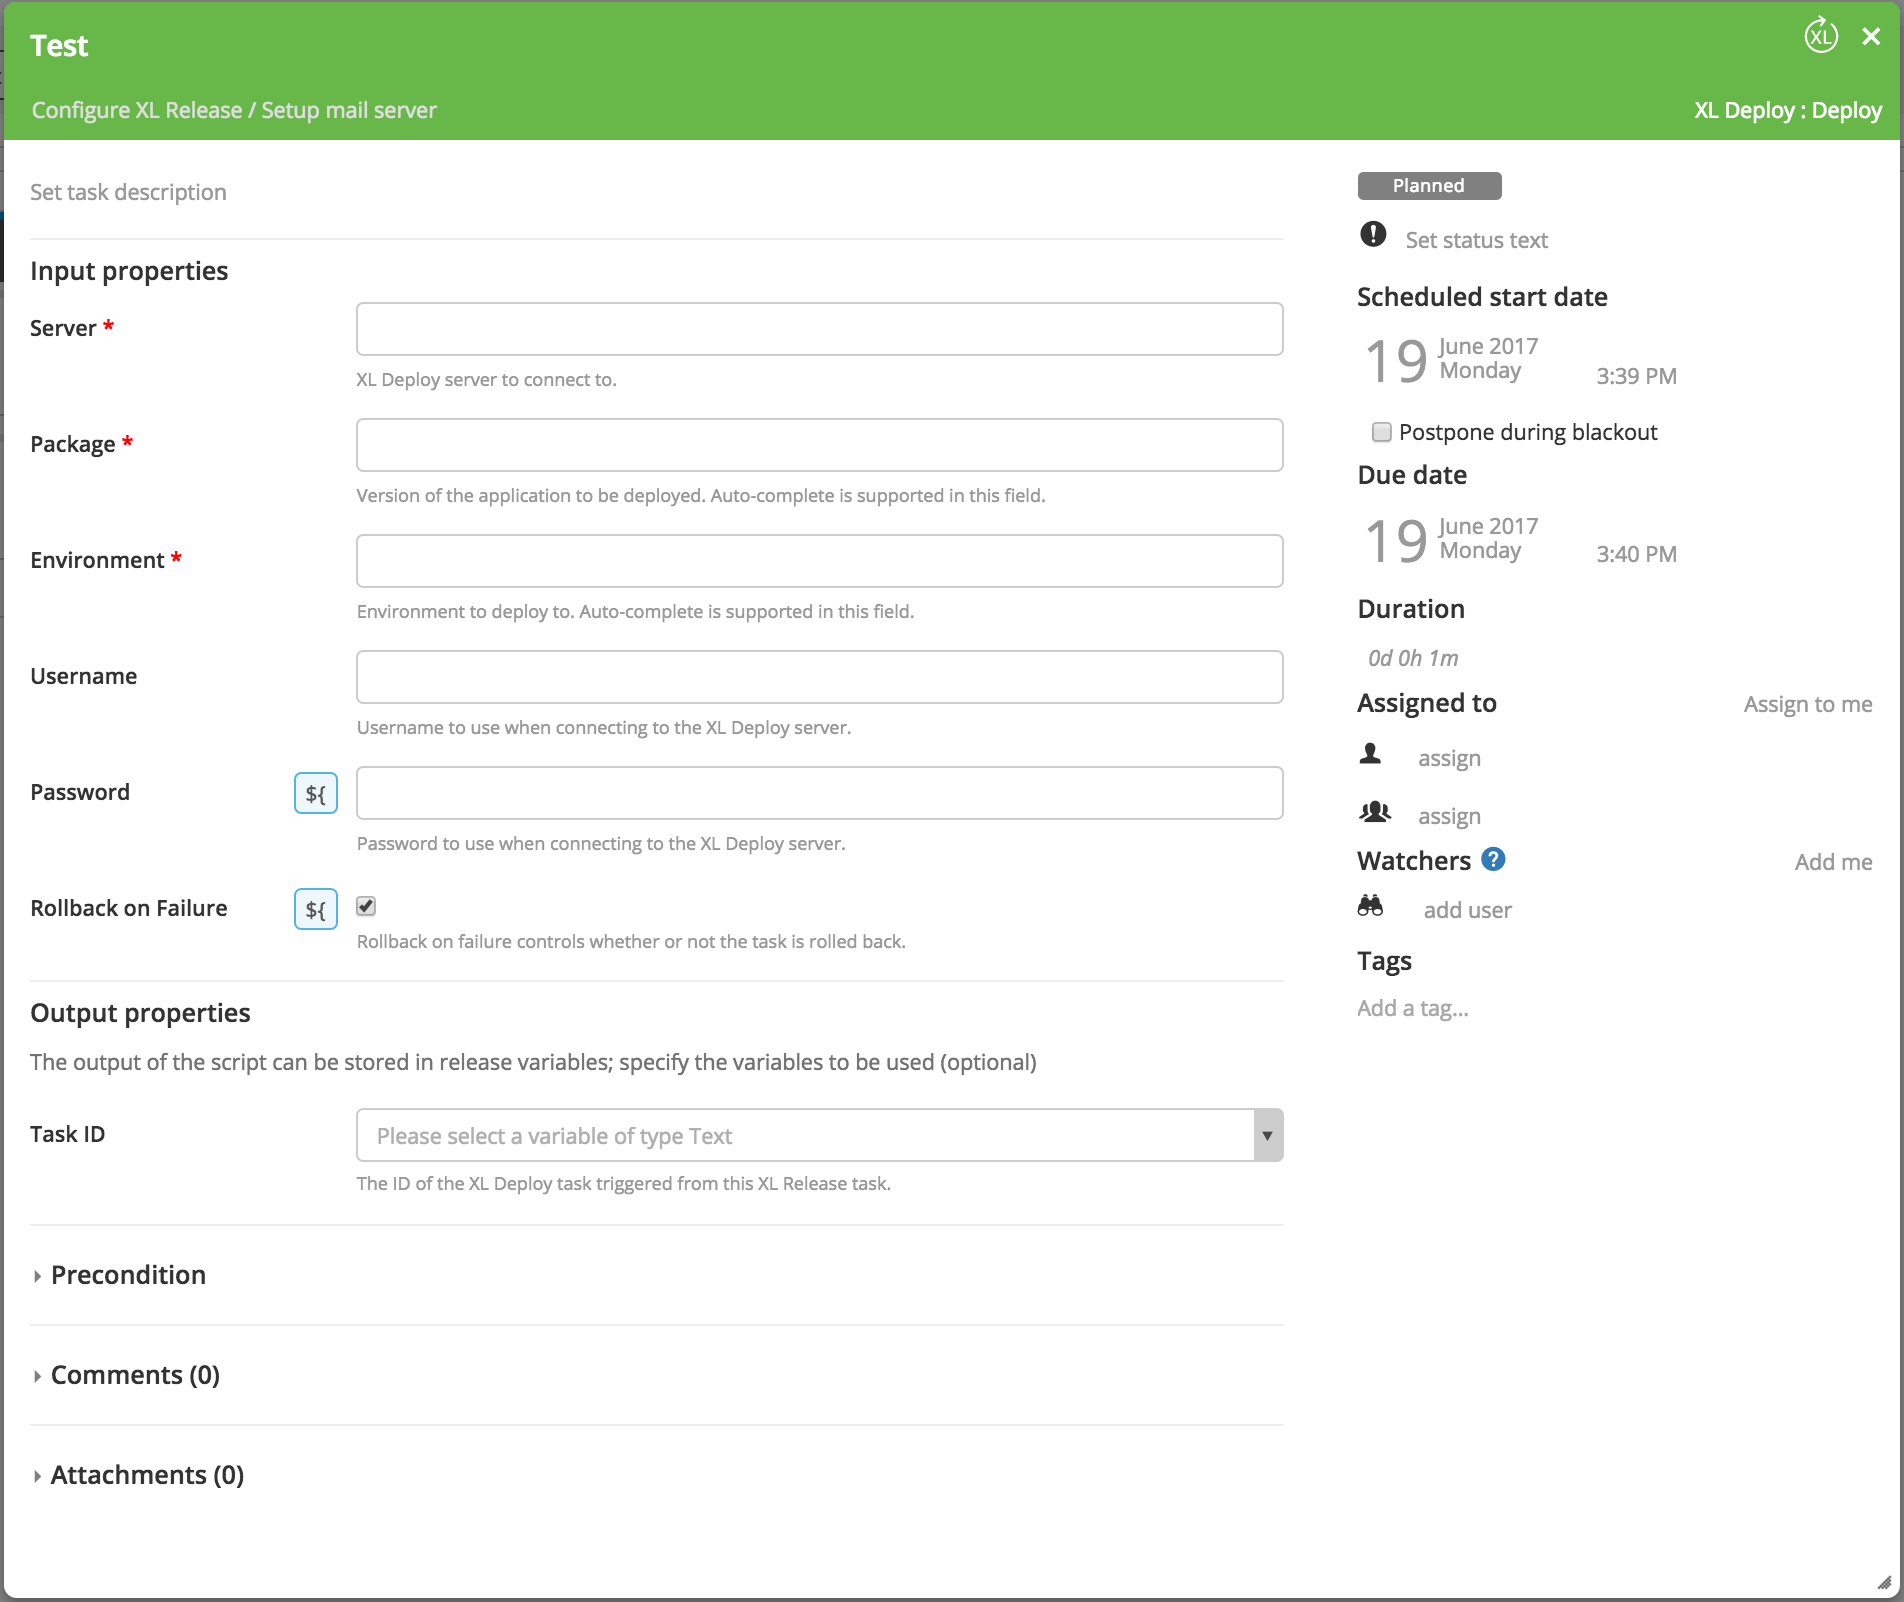 Test
XL
Configure XL Release / Setup mail server
XL Deploy : Deploy
Set task description
Input properties
Server *
XL Deploy server to connect to.
Package *
Version of the application to be deployed. Auto-complete is supported in this field.
Environment *
Environment to deploy to. Auto-complete is supported in this field.
Username
Username to use when connecting to the XL Deploy server.
Password
${
Password to use when connecting to the XL Deploy server.
Rollback on Failure
${
Rollback on failure controls whether or not the task is rolled back.
Output properties
The output of the script can be stored in release variables; specify the variables to be used (optional)
Task ID
Please select a variable of type Text
The ID of the XL Deploy task triggered from this XL Release task.
Precondition
Comments (0)
Attachments (0)
Planned
Set status text
Scheduled start date
19
June 2017
Monday
3:39 PM
Postpone during blackout
Due date
19
June 2017
Monday
3:40 PM
Duration
0d 0h 1m
Assigned to
Assign to me
assign
assign
Watchers ?
Add me
add user
Tags
Add a tag...